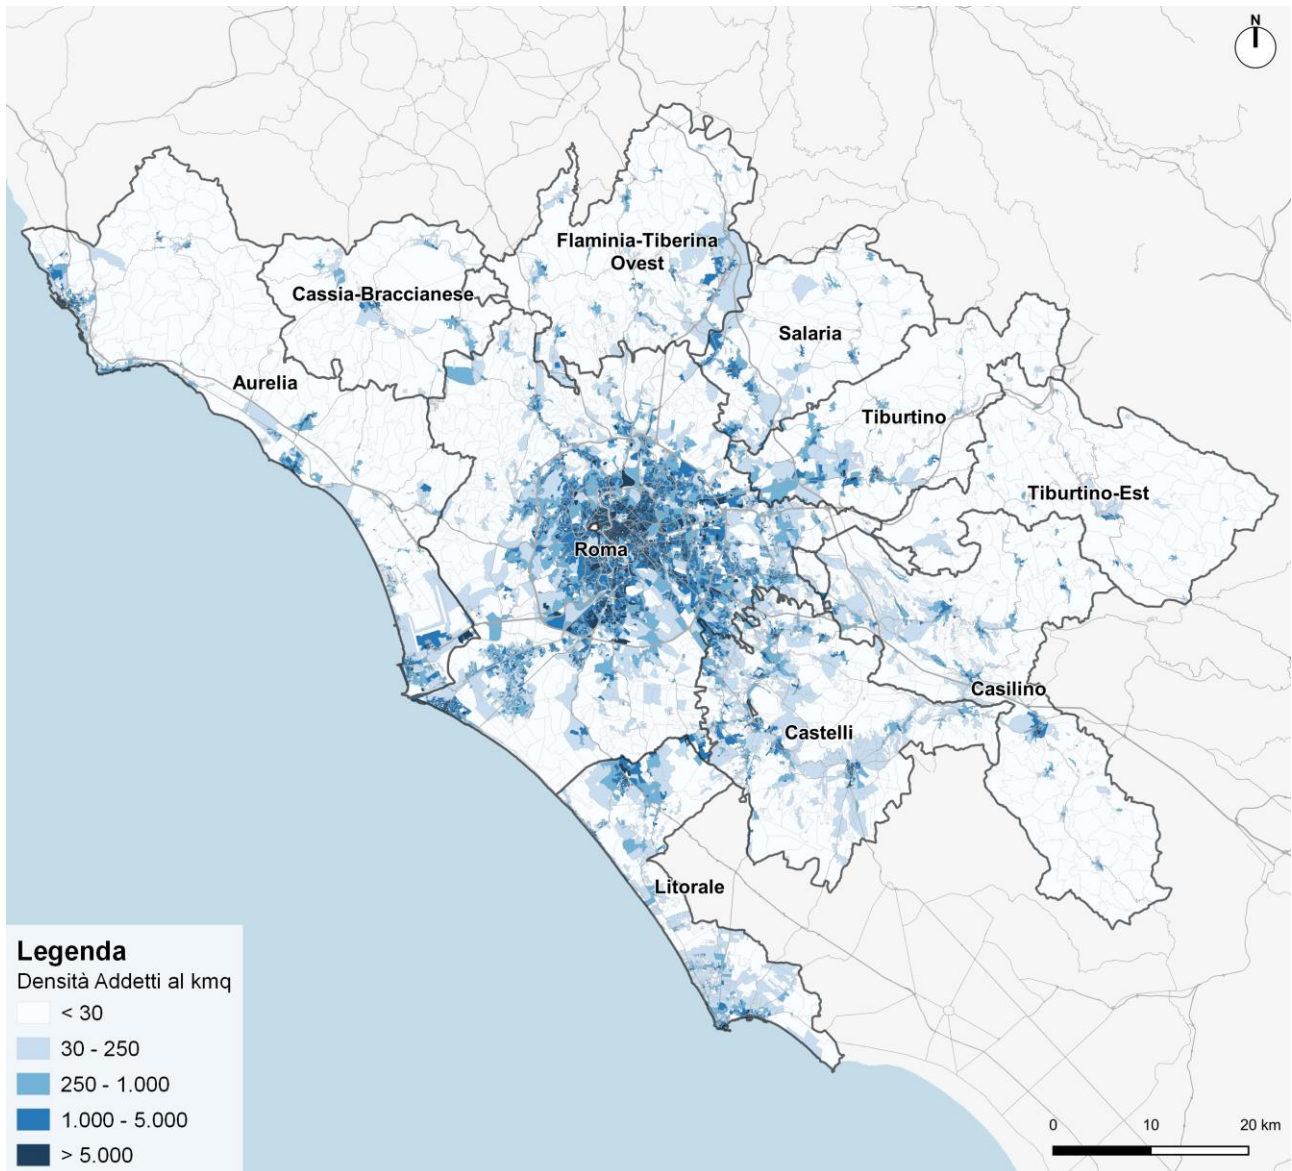 N
Flaminia-Tiberina
Ovest
Cassia-Braccianese
Salaria
Aurelia
Tiburtino
Tiburtino-Est
Roma
Casilino
Castelli
Litorale
Legenda
Densità Addetti al kmq
< 30
30 - 250
250 - 1.000
1.000 - 5.000
> 5.000
0 10 20 km